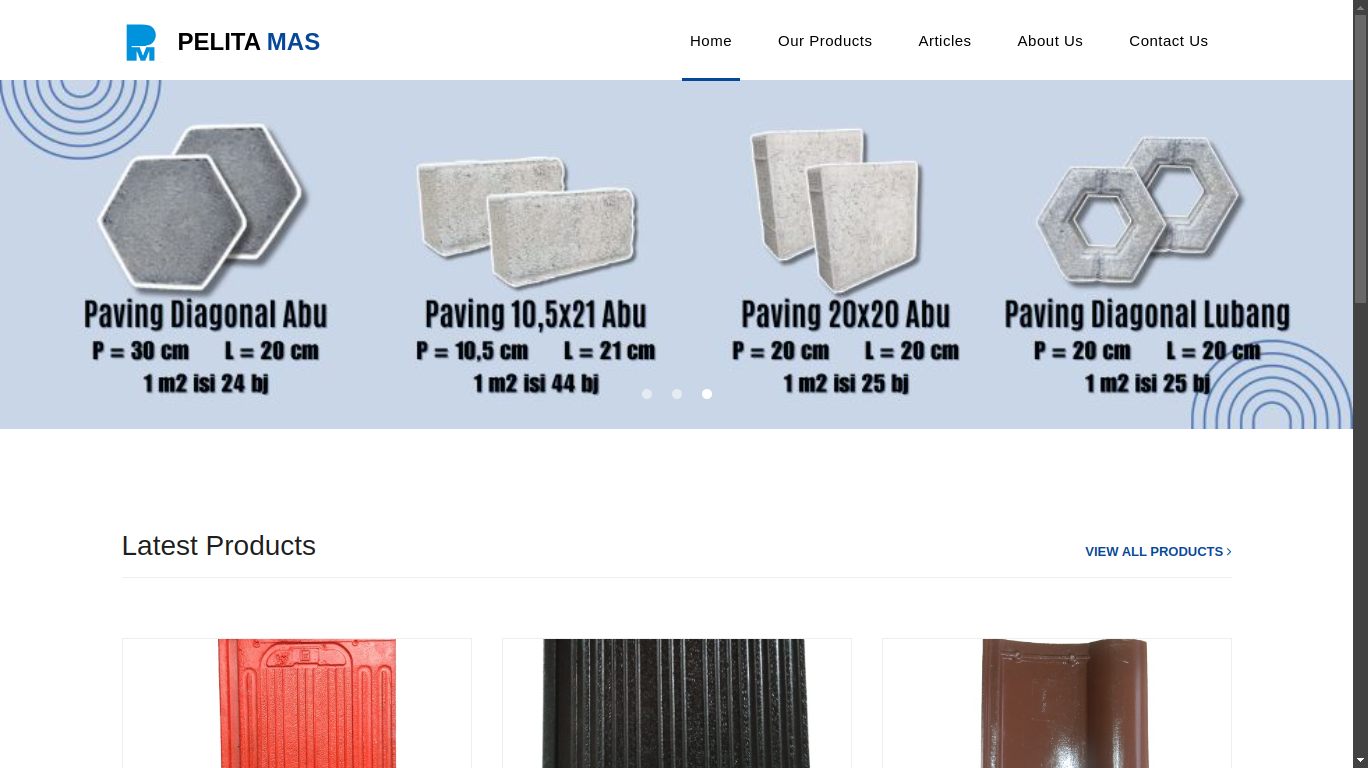 PELITA MAS
Home
Our Products
Articles
About Us
Contact Us
Paving Diagonal Abu
P = 30 cm L = 20 cm
1 m2 isi 24 bj
Paving 10,5x21 Abu
P = 10,5 cm L = 21 cm
1 m2 isi 44 bj
Paving 20x20 Abu
P = 20 cm L = 20 cm
1 m2 isi 25 bj
Paving Diagonal Lubang
P = 20 cm L = 20 cm
1 m2 isi 25 bj
Latest Products
VIEW ALL PRODUCTS